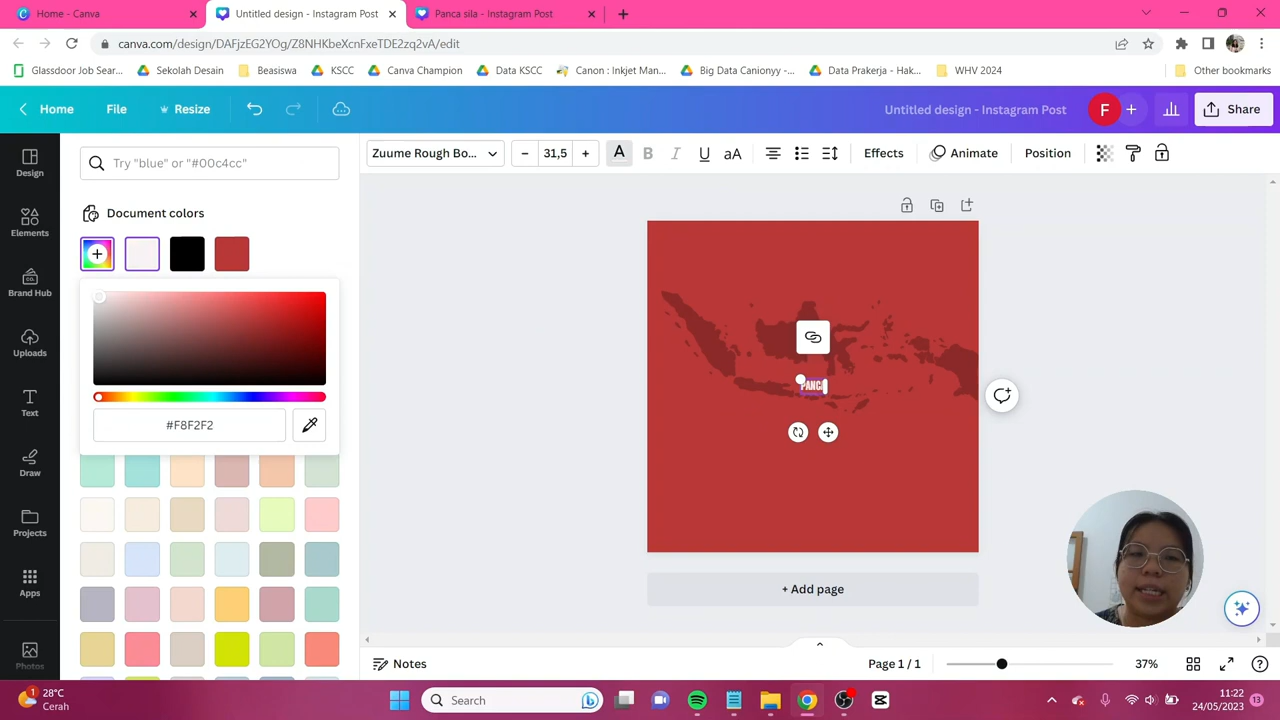 Home - Canva
Untitled design - Instagram Post
Panca sila - Instagram Post
canva.com/design/DAFjzEG2YOg/Z8NHKbeXcnFxeTDE2zq2vA/edit
Glassdoor Job Sear...
Sekolah Desain
Beasiswa
KSCC
Canva Champion
Data KSCC
Canon : Inkjet Man...
Big Data Canionyy -...
Data Prakerja - Hak...
WHV 2024
Other bookmarks
Home
File
Resize
Untitled design - Instagram Post
F
Share
Design
Elements
Brand Hub
Uploads
Text
Draw
Projects
Apps
Photos
Try "blue" or "#00c4cc"
Document colors
#F8F2F2
Zuume Rough Bo...
31,5
A
B
I
U
aA
Effects
Animate
Position
PANCA
+ Add page
Notes
Page 1 / 1
37%
1
28°C
Cerah
Search
11:22
24/05/2023
13